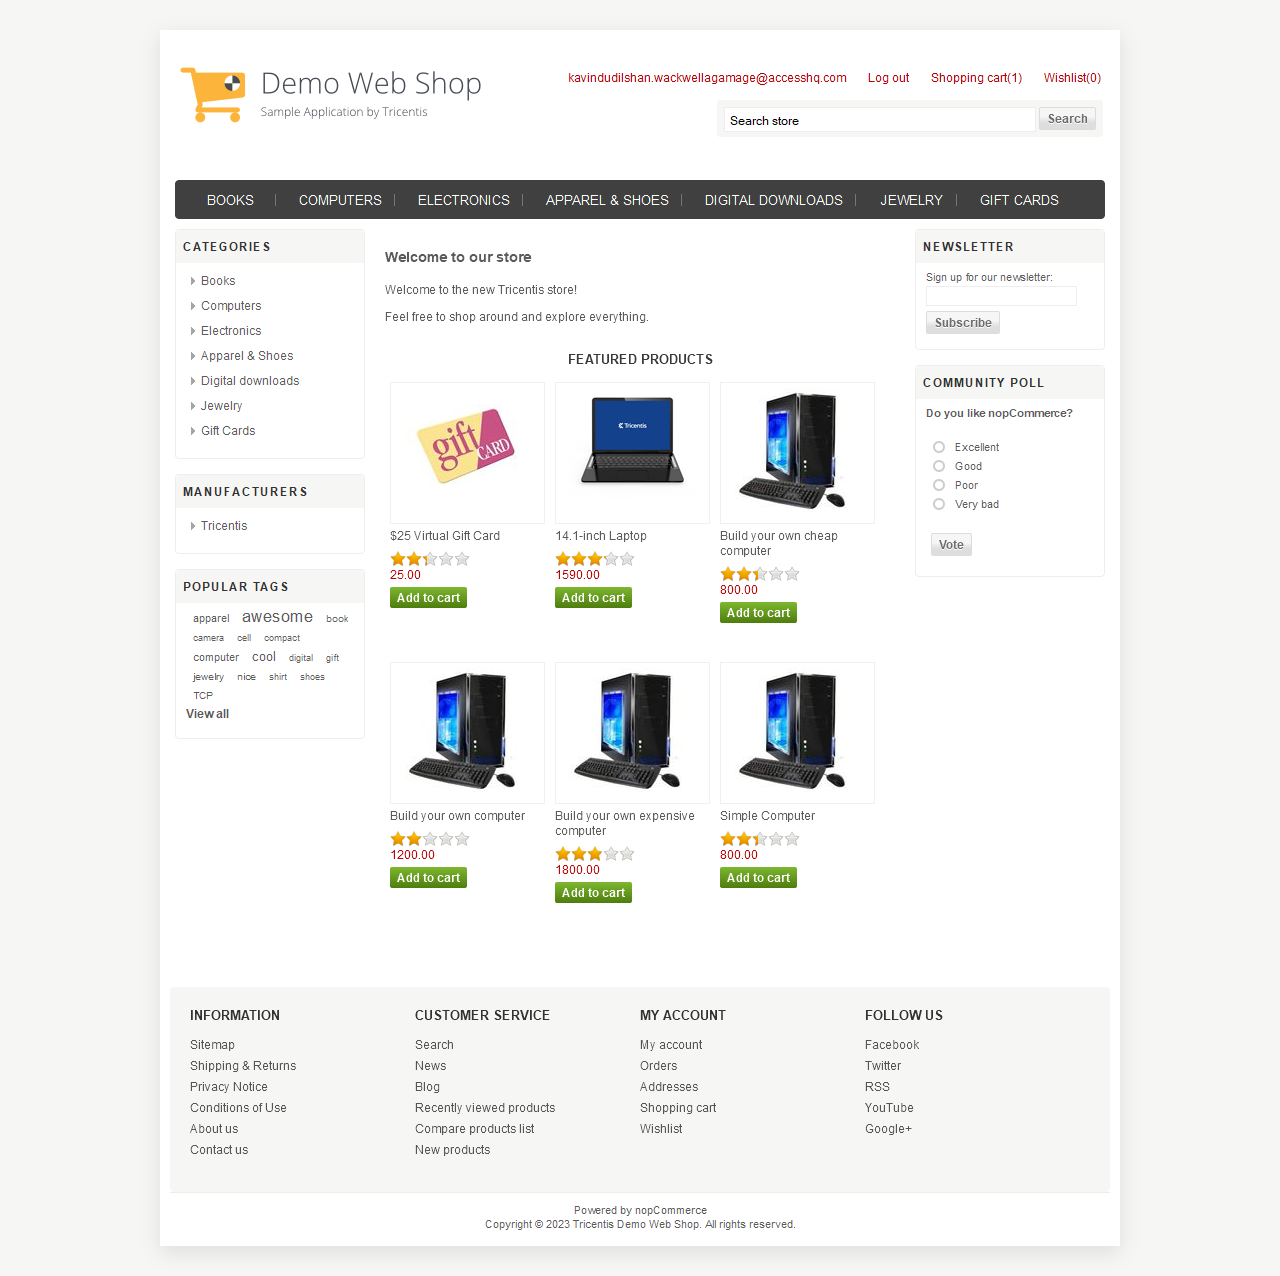 Demo Web Shop
Sample Application by Tricentis
kavindudilshan.wackwellagamage@accesshq.com Log out Shopping cart(1) Wishlist(0)
Search store Search
BOOKS COMPUTERS ELECTRONICS APPAREL & SHOES DIGITAL DOWNLOADS JEWELRY GIFT CARDS
CATEGORIES
Books
Computers
Electronics
Apparel & Shoes
Digital downloads
Jewelry
Gift Cards
MANUFACTURERS
Tricentis
POPULAR TAGS
apparel awesome book
camera cell compact
computer cool digital gift
jewelry nice shirt shoes
TCP
View all
Welcome to our store
Welcome to the new Tricentis store!
Feel free to shop around and explore everything.
FEATURED PRODUCTS
gift CARD
$25 Virtual Gift Card
25.00
Add to cart
Tricentis
14.1-inch Laptop
1590.00
Add to cart
Build your own cheap
computer
800.00
Add to cart
Build your own computer
1200.00
Add to cart
Build your own expensive
computer
1800.00
Add to cart
Simple Computer
800.00
Add to cart
NEWSLETTER
Sign up for our newsletter:
Subscribe
COMMUNITY POLL
Do you like nopCommerce?
Excellent
Good
Poor
Very bad
Vote
INFORMATION
Sitemap
Shipping & Returns
Privacy Notice
Conditions of Use
About us
Contact us
CUSTOMER SERVICE
Search
News
Blog
Recently viewed products
Compare products list
New products
MY ACCOUNT
My account
Orders
Addresses
Shopping cart
Wishlist
FOLLOW US
Facebook
Twitter
RSS
YouTube
Google+
Powered by nopCommerce
Copyright © 2023 Tricentis Demo Web Shop. All rights reserved.